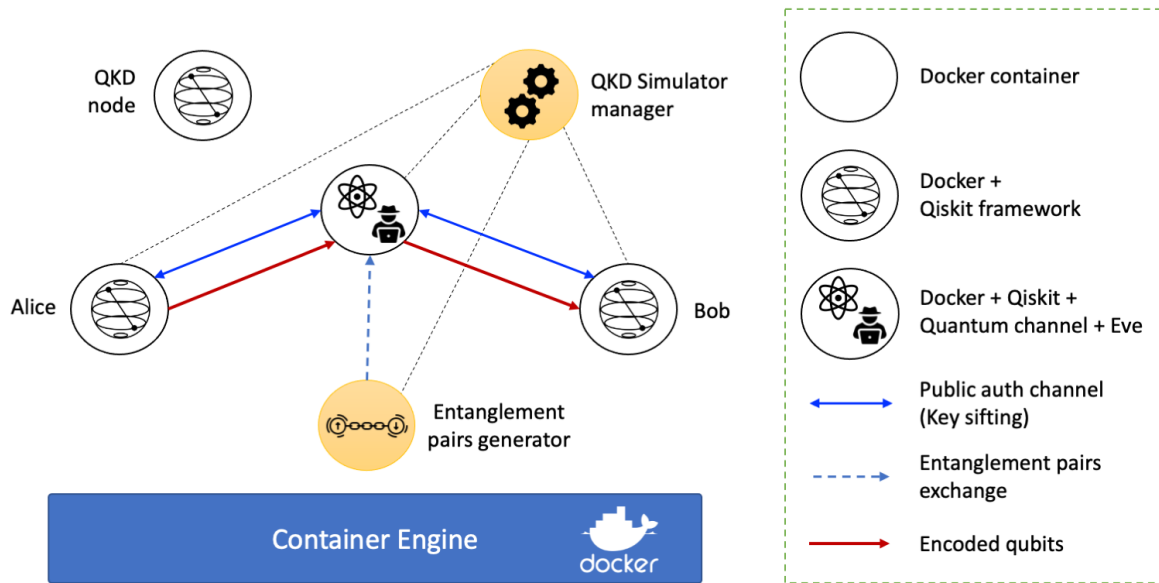 QKD
node
QKD Simulator
manager
Alice
Bob
Entanglement
pairs generator
Container Engine
docker
Docker container
Docker +
Qiskit framework
Docker + Qiskit +
Quantum channel + Eve
Public auth channel
(Key sifting)
Entanglement pairs
exchange
Encoded qubits